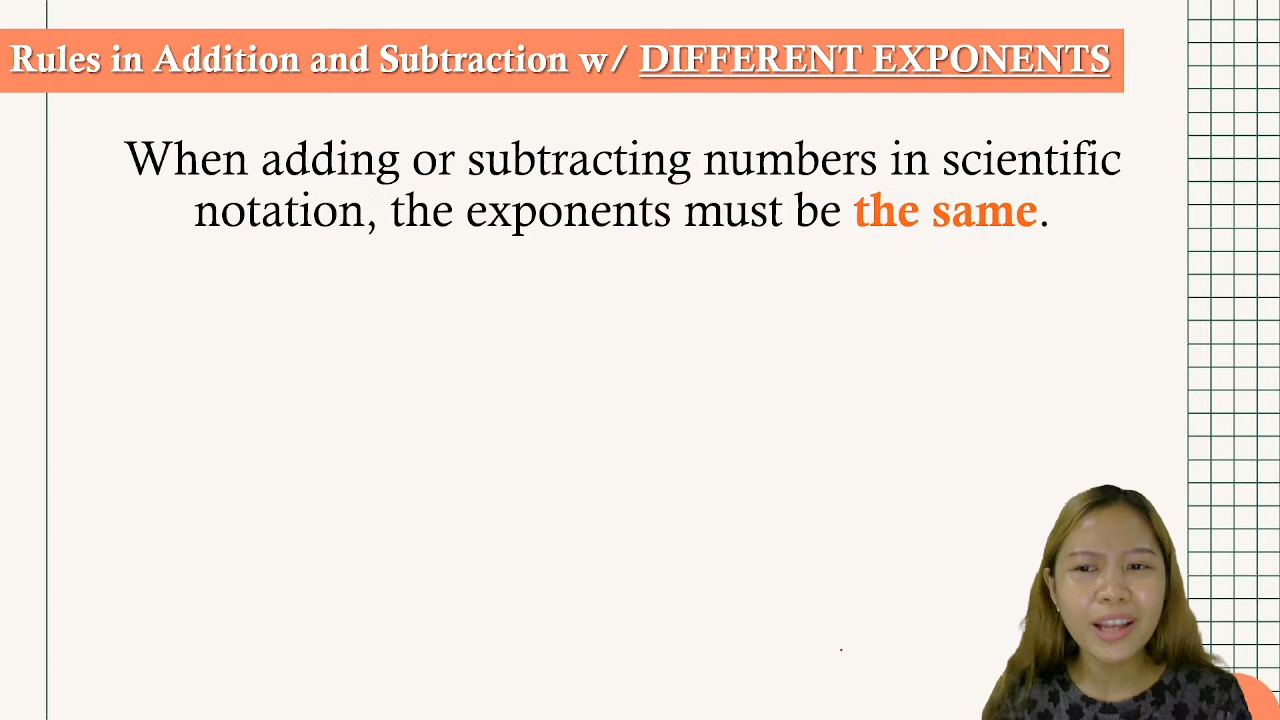 Rules in Addition and Subtraction w/ DIFFERENT EXPONENTS
When adding or subtracting numbers in scientific
notation, the exponents must be the same.